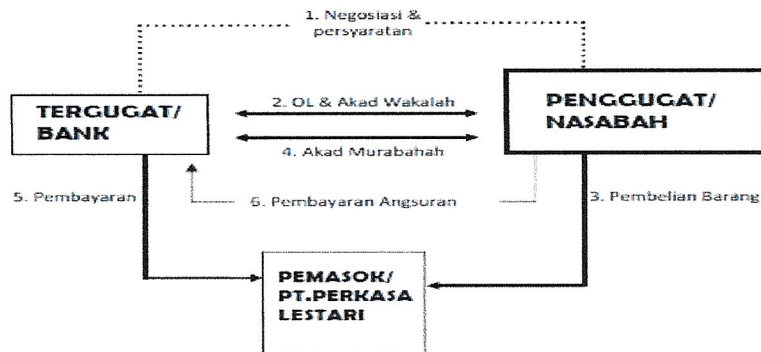 1. Negosiasi &
persyaratan
TERGUGAT/
BANK
2. OL & Akad Wakalah
4. Akad Murabahah
PENGGUGAT/
NASABAH
5. Pembayaran
6. Pembayaran Angsuran
3. Pembelian Barang
PEMASOK/
PT.PERKASA
LESTARI